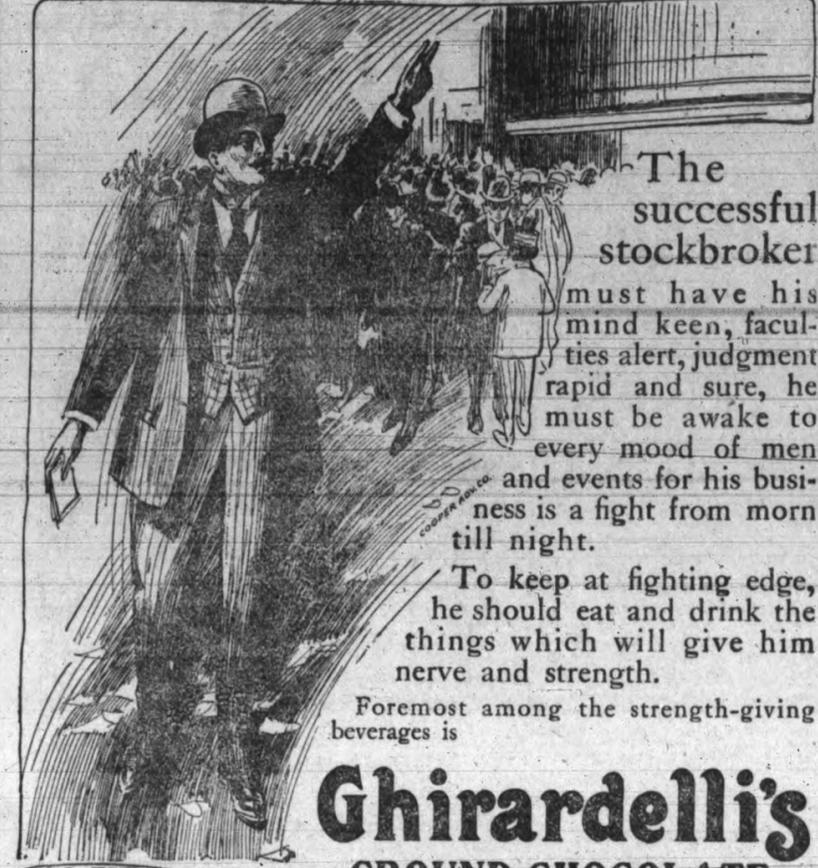 The
successful
stockbroker
must have his
mind keen, facul-
ties alert, judgment
rapid and sure, he
must be awake to
every mood of men
and events for his busi-
ness is a fight from morn
till night.
COOPER ADV. CO.
To keep at fighting edge,
he should eat and drink the
things which will give him
nerve and strength.
Foremost among the strength-giving
beverages is
Ghirardelli's